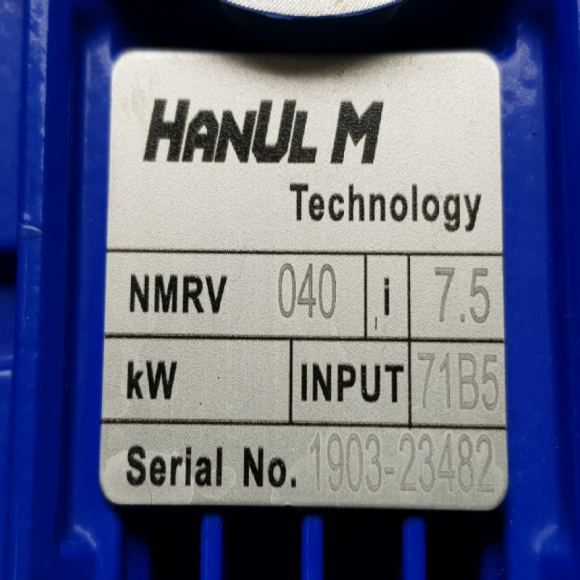 HANUL M
Technology
NMRV 040 i 7.5
kW INPUT 71B5
Serial No. 1903-23482